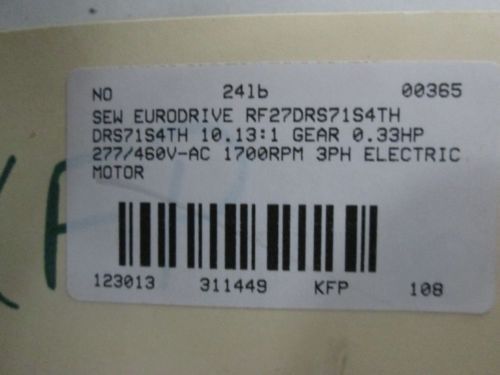 NO 24lb 00365
SEW EURODRIVE RF27DRS71S4TH
DRS71S4TH 10.13:1 GEAR 0.33HP
277/460V-AC 1700RPM 3PH ELECTRIC
MOTOR
123013 311449 KFP 108